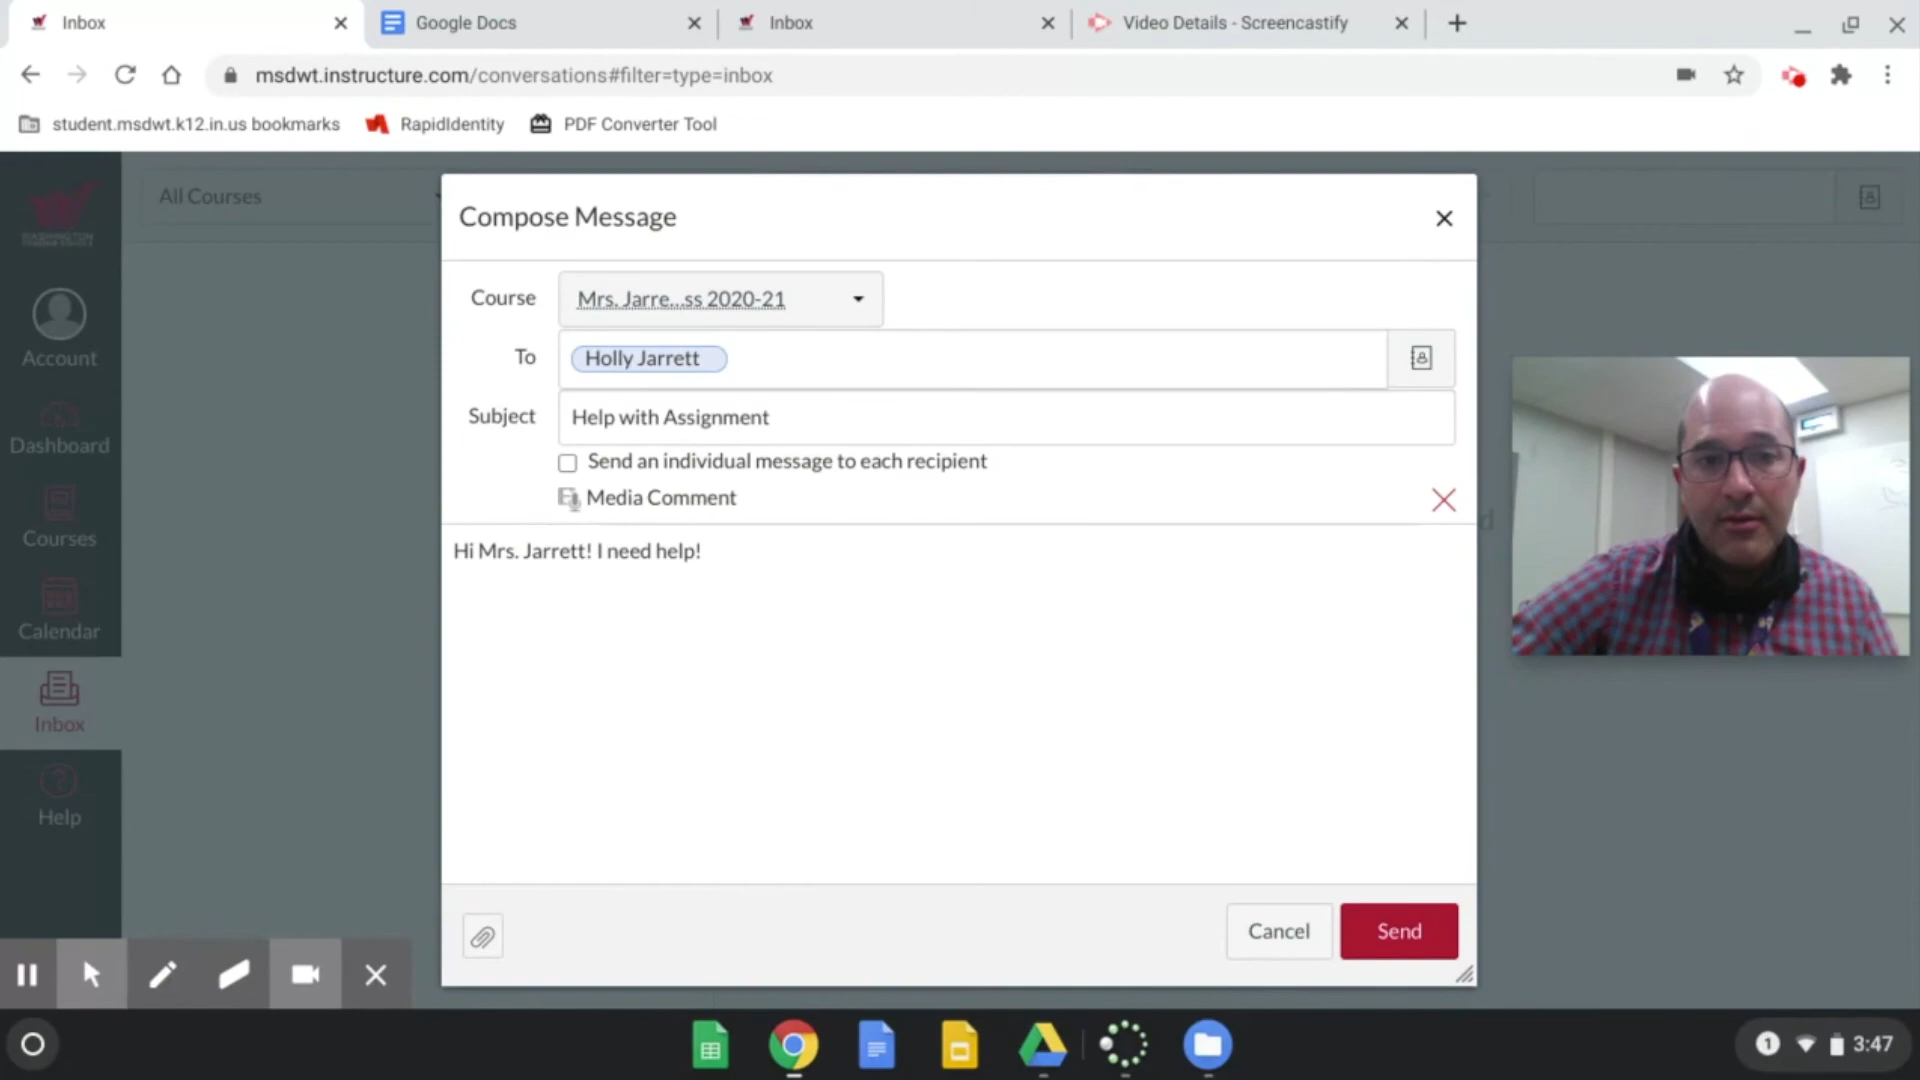 Inbox
Google Docs
Inbox
Video Details - Screencastify
msdwt.instructure.com/conversations#filter=type=inbox
student.msdwt.k12.in.us bookmarks
RapidIdentity
PDF Converter Tool
WASHINGTON
All Courses
Compose Message
Course
Mrs. Jarre...ss 2020-21
To
Holly Jarrett
Subject
Help with Assignment
Send an individual message to each recipient
Media Comment
Hi Mrs. Jarrett! I need help!
Account
Dashboard
Courses
Calendar
Inbox
Help
Cancel
Send
1
3:47